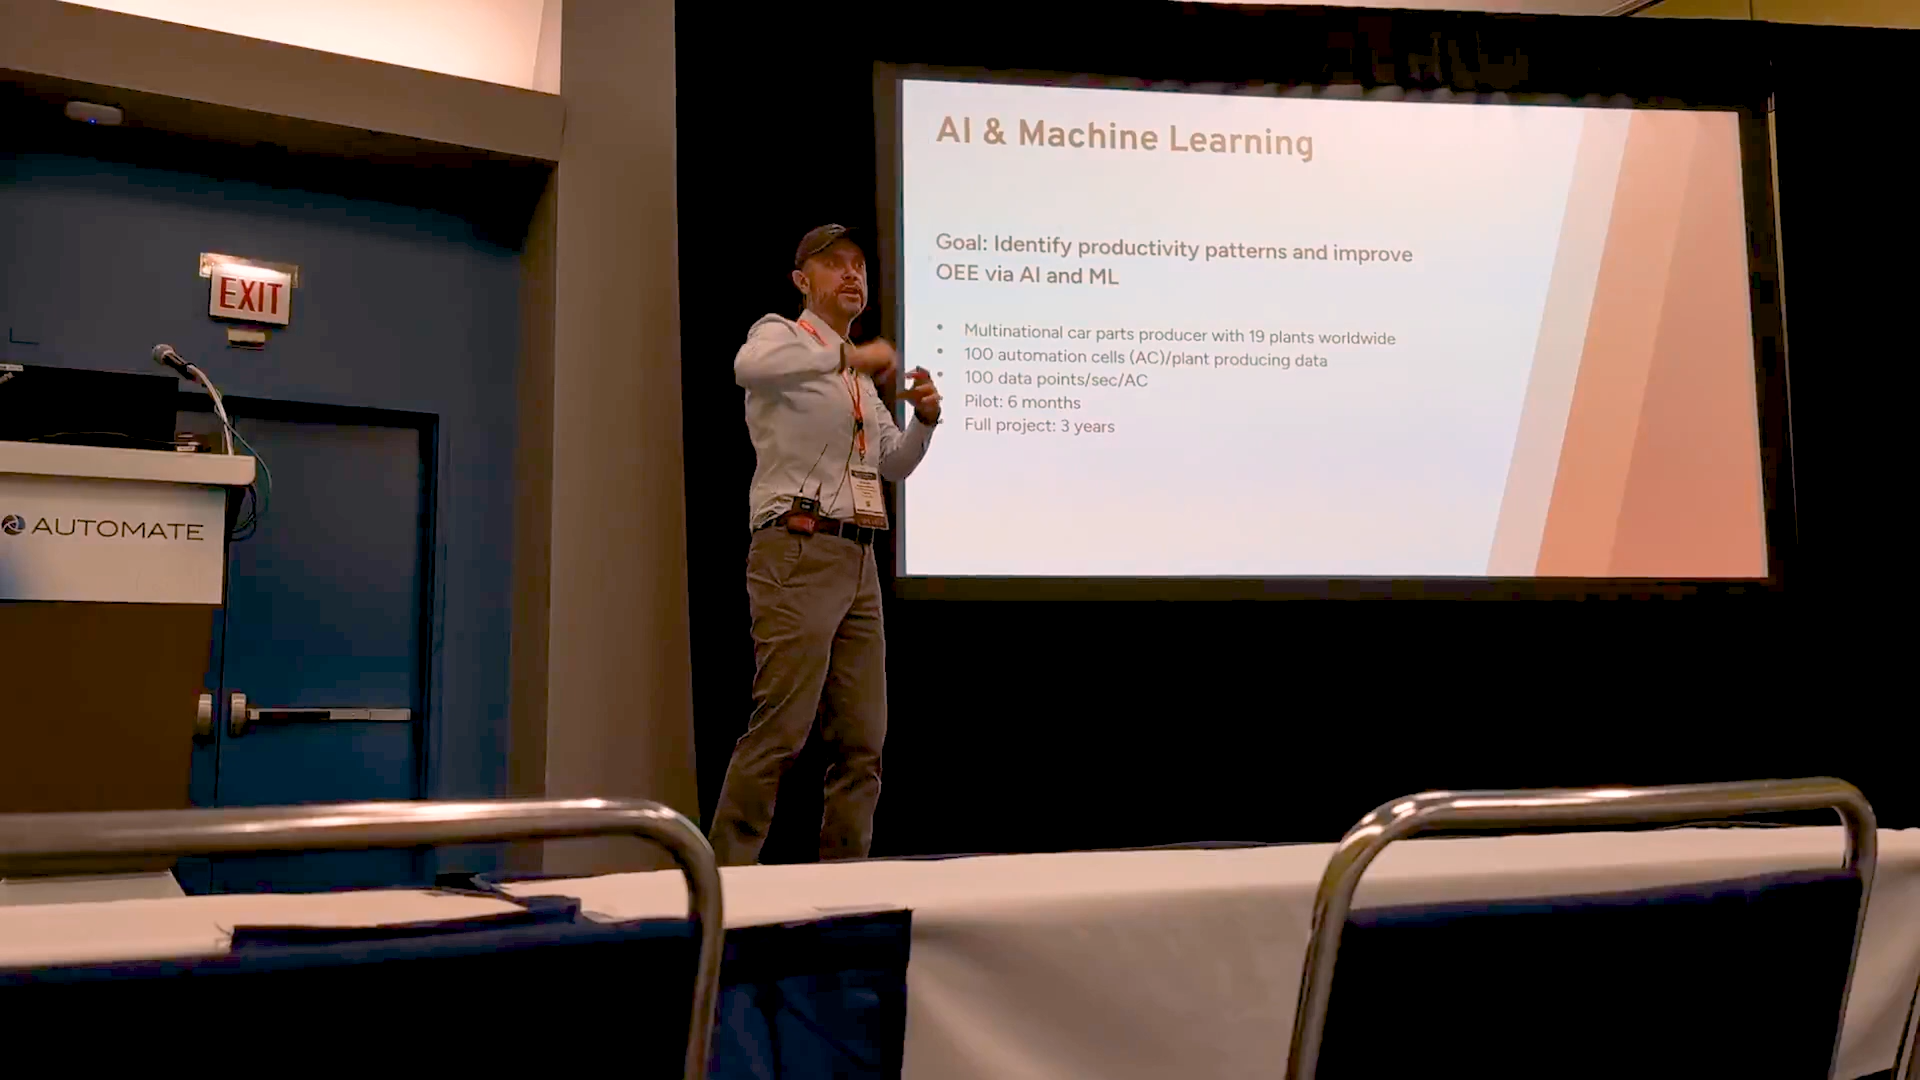 AI & Machine Learning
Goal: Identify productivity patterns and improve
OEE via AI and ML
• Multinational car parts producer with 19 plants worldwide
• 100 automation cells (AC)/plant producing data
• 100 data points/sec/AC
Pilot: 6 months
Full project: 3 years
EXIT
AUTOMATE